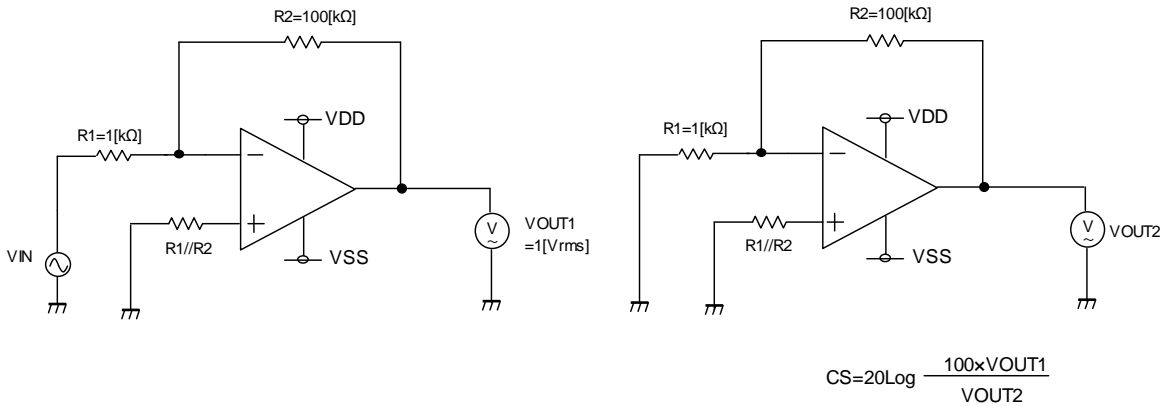 R2=100[kΩ]
VDD
R1=1[kΩ]
R1//R2
VSS
VIN
V
VOUT1
=1[Vrms]
R2=100[kΩ]
VDD
R1=1[kΩ]
R1//R2
VSS
V
VOUT2
CS=20Log 100×VOUT1
VOUT2